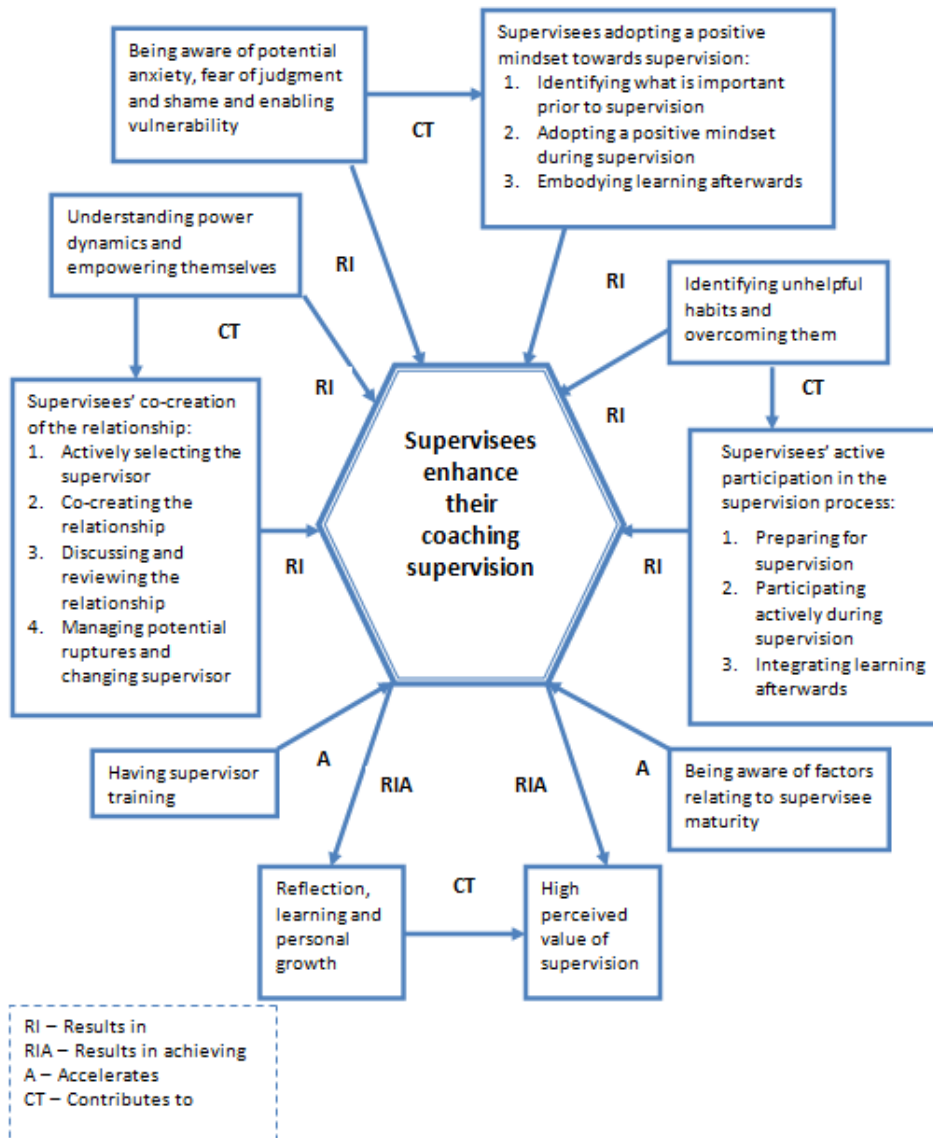 Being aware of potential
anxiety, fear of judgment
and shame and enabling
vulnerability
CT
Supervisees adopting a positive
mindset towards supervision:
1. Identifying what is important
prior to supervision
2. Adopting a positive mindset
during supervision
3. Embodying learning afterwards
Understanding power
dynamics and
empowering themselves
RI
RI
Identifying unhelpful
habits and
overcoming them
CT
RI
RI
CT
Supervisees’ co-creation
of the relationship:
1. Actively selecting the
supervisor
2. Co-creating the
relationship
3. Discussing and
reviewing the
relationship
4. Managing potential
ruptures and
changing supervisor
RI
Supervisees
enhance
their
coaching
supervision
RI
Supervisees’ active
participation in the
supervision process:
1. Preparing for
supervision
2. Participating
actively during
supervision
3. Integrating learning
afterwards
Having supervisor
training
A
RIA
RIA
A
Being aware of factors
relating to supervisee
maturity
Reflection,
learning and
personal
growth
CT
High
perceived
value of
supervision
RI – Results in
RIA – Results in achieving
A – Accelerates
CT – Contributes to